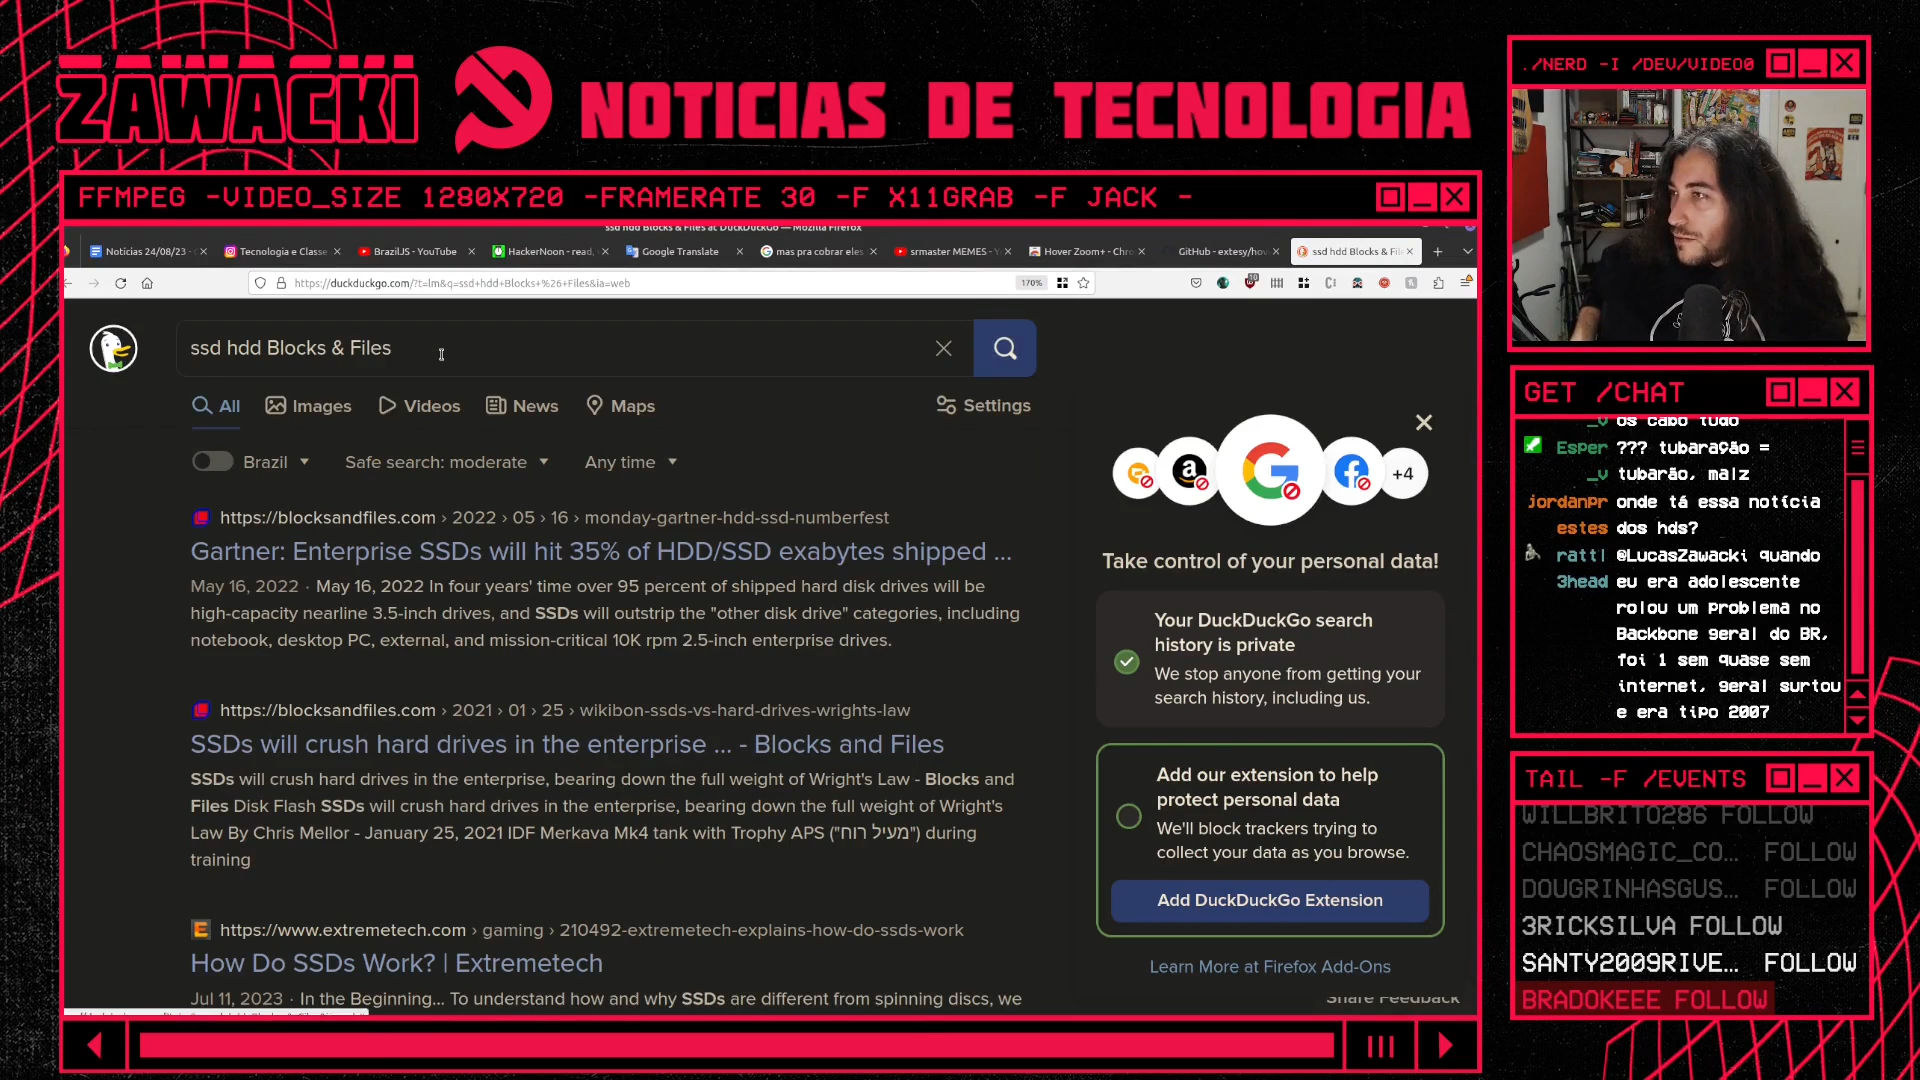 ZAWACKI
NOTICIAS DE TECNOLOGIA
FFMPEG -VIDEO_SIZE 1280X720 -FRAMERATE 30 -F X11GRAB -F JACK -
ssd hdd Blocks & Files at DuckDuckGo — Mozilla Firefox
Notícias 24/08/23 -
Tecnologia e Classe
BrazilJS - YouTube
HackerNoon - read,
Google Translate
mas pra cobrar eles
srmaster MEMES - Y
Hover Zoom+ - Chro
GitHub - extesy/hov
ssd hdd Blocks & File
https://duckduckgo.com/?t=lm&q=ssd+hdd+Blocks+%26+Files&ia=web
170%
ssd hdd Blocks & Files
All
Images
Videos
News
Maps
Settings
Brazil
Safe search: moderate
Any time
https://blocksandfiles.com › 2022 › 05 › 16 › monday-gartner-hdd-ssd-numberfest
Gartner: Enterprise SSDs will hit 35% of HDD/SSD exabytes shipped ...
May 16, 2022 · May 16, 2022 In four years' time over 95 percent of shipped hard disk drives will be
high-capacity nearline 3.5-inch drives, and SSDs will outstrip the "other disk drive" categories, including
notebook, desktop PC, external, and mission-critical 10K rpm 2.5-inch enterprise drives.
https://blocksandfiles.com › 2021 › 01 › 25 › wikibon-ssds-vs-hard-drives-wrights-law
SSDs will crush hard drives in the enterprise ... - Blocks and Files
SSDs will crush hard drives in the enterprise, bearing down the full weight of Wright's Law - Blocks and
Files Disk Flash SSDs will crush hard drives in the enterprise, bearing down the full weight of Wright's
Law By Chris Mellor - January 25, 2021 IDF Merkava Mk4 tank with Trophy APS ("מעיל רוח") during
training
https://www.extremetech.com › gaming › 210492-extremetech-explains-how-do-ssds-work
How Do SSDs Work? | Extremetech
Jul 11, 2023 · In the Beginning... To understand how and why SSDs are different from spinning discs, we
+4
Take control of your personal data!
Your DuckDuckGo search
history is private
We stop anyone from getting your
search history, including us.
Add our extension to help
protect personal data
We'll block trackers trying to
collect your data as you browse.
Add DuckDuckGo Extension
Learn More at Firefox Add-Ons
Share Feedback
./NERD -I /DEV/VIDEO0
GET /CHAT
_v os cabo tudo
Esper ??? tubaragão =
_v tubarão, malz
jordanpr onde tá essa notícia
estes dos hds?
rattl @LucasZawacki quando
3head eu era adolescente
rolou um problema no
Backbone geral do BR,
foi 1 sem quase sem
internet, geral surtou
e era tipo 2007
TAIL -F /EVENTS
WILLBRITO286 FOLLOW
CHAOSMAGIC_CO... FOLLOW
DOUGRINHASGUS... FOLLOW
3RICKSILVA FOLLOW
SANTY2009RIVE... FOLLOW
BRADOKEEE FOLLOW